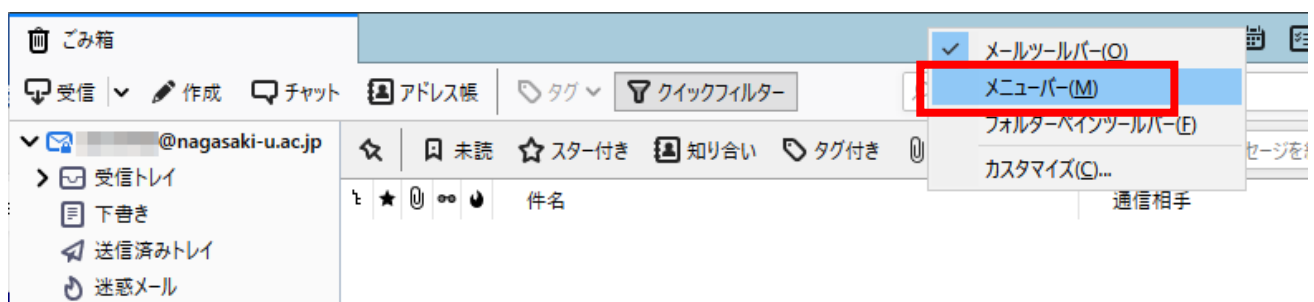 ごみ箱
メールツールバー(O)
受信 作成 チャット アドレス帳 タグ クイックフィルター
メニューバー(M)
フォルダーペインツールバー(F)
カスタマイズ(C)...
@nagasaki-u.ac.jp
未読 スター付き 知り合い タグ付き
受信トレイ
件名 通信相手
下書き
送信済みトレイ
迷惑メール